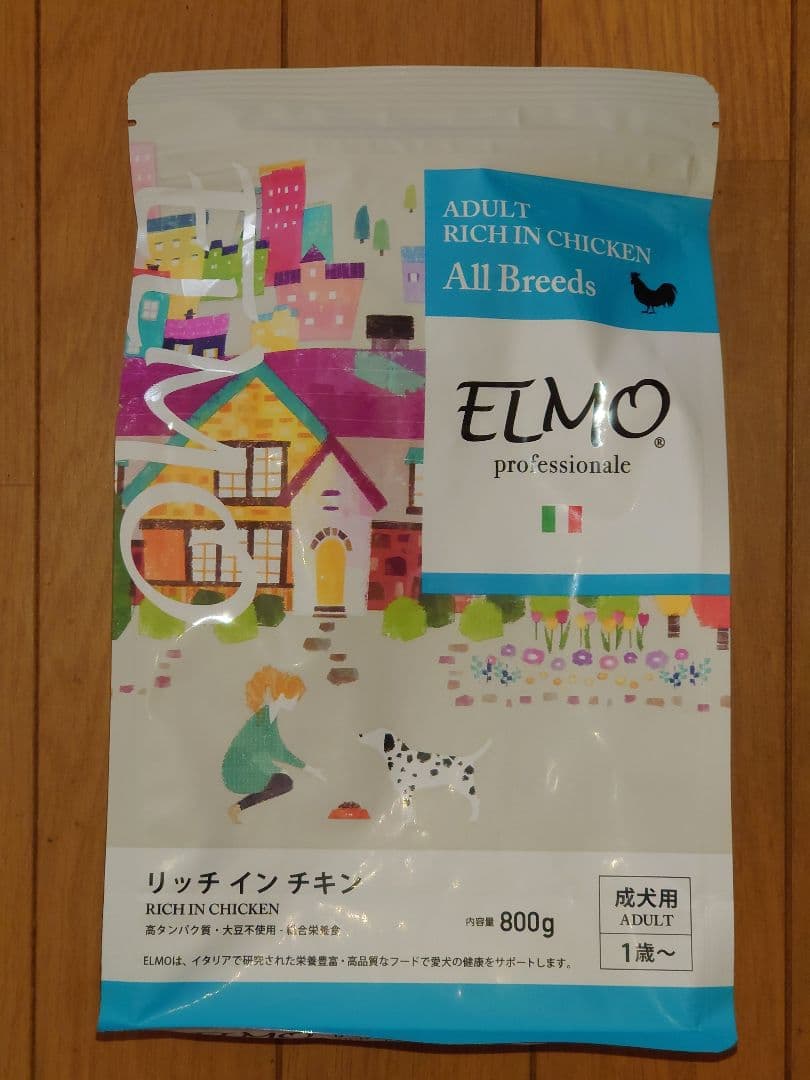 ELMO
ADULT
RICH IN CHICKEN
All Breeds
ELMO®
professionale
リッチ イン チキン
RICH IN CHICKEN
高タンパク質・大豆不使用・総合栄養食
内容量 800g
成犬用
ADULT
1歳～
ELMOは、イタリアで研究された栄養豊富・高品質なフードで愛犬の健康をサポートします。
ELMO